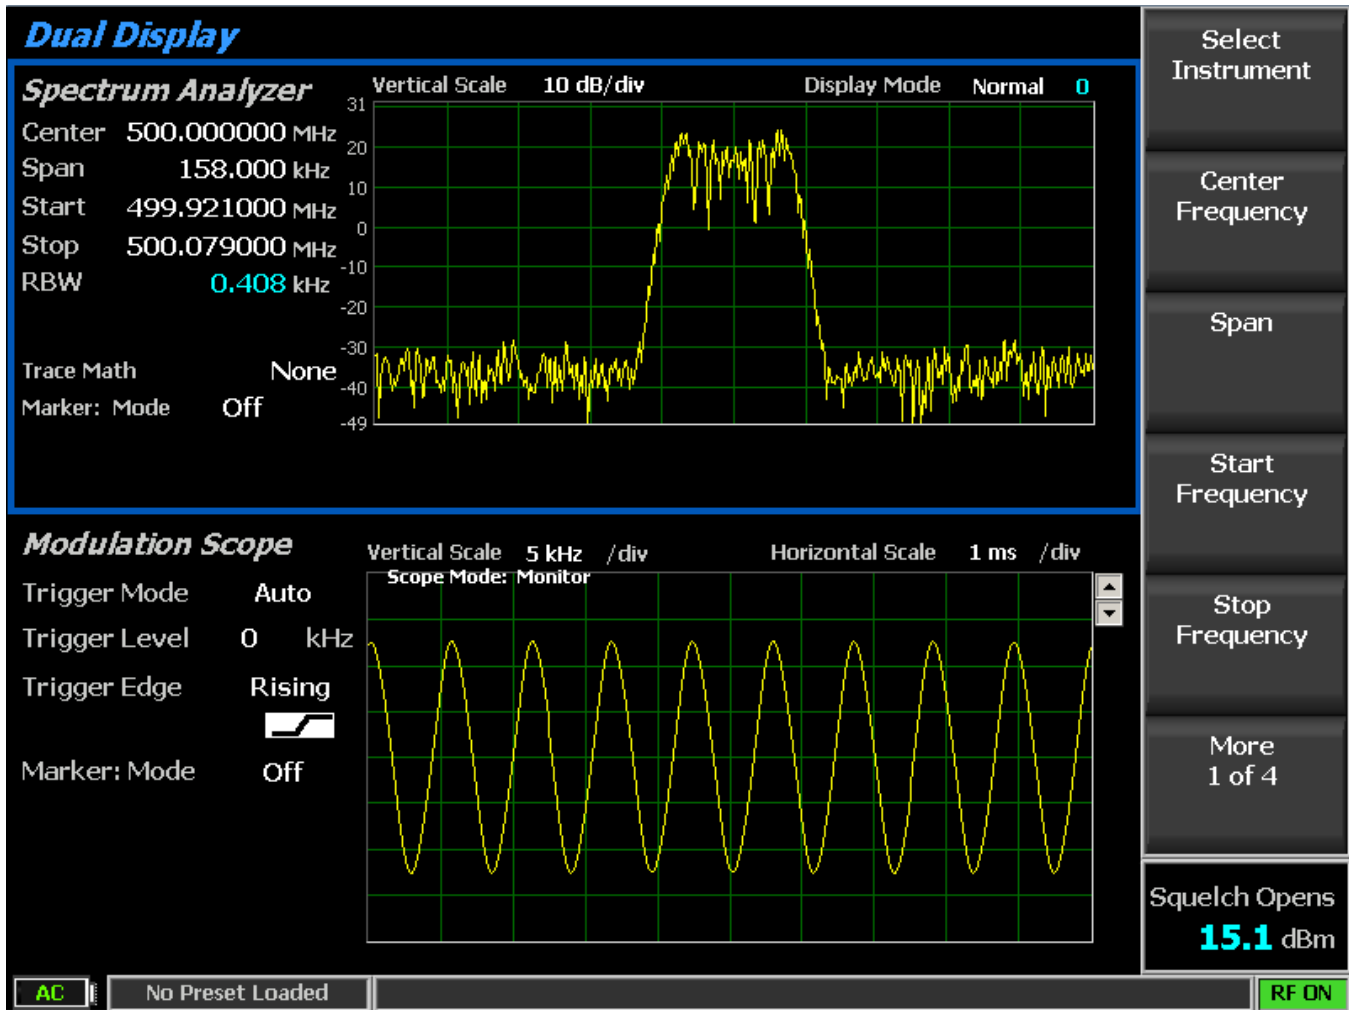 Dual Display
Spectrum Analyzer
Vertical Scale 10 dB/div Display Mode Normal 0
Center 500.000000 MHz
Span 158.000 kHz
Start 499.921000 MHz
Stop 500.079000 MHz
RBW 0.408 kHz
Trace Math None
Marker: Mode Off
31
20
10
0
-10
-20
-30
-40
-49
Modulation Scope
Vertical Scale 5 kHz /div Horizontal Scale 1 ms /div
Scope Mode: Monitor
Trigger Mode Auto
Trigger Level 0 kHz
Trigger Edge Rising
Marker: Mode Off
Select
Instrument
Center
Frequency
Span
Start
Frequency
Stop
Frequency
More
1 of 4
Squelch Opens
15.1 dBm
AC No Preset Loaded RF ON